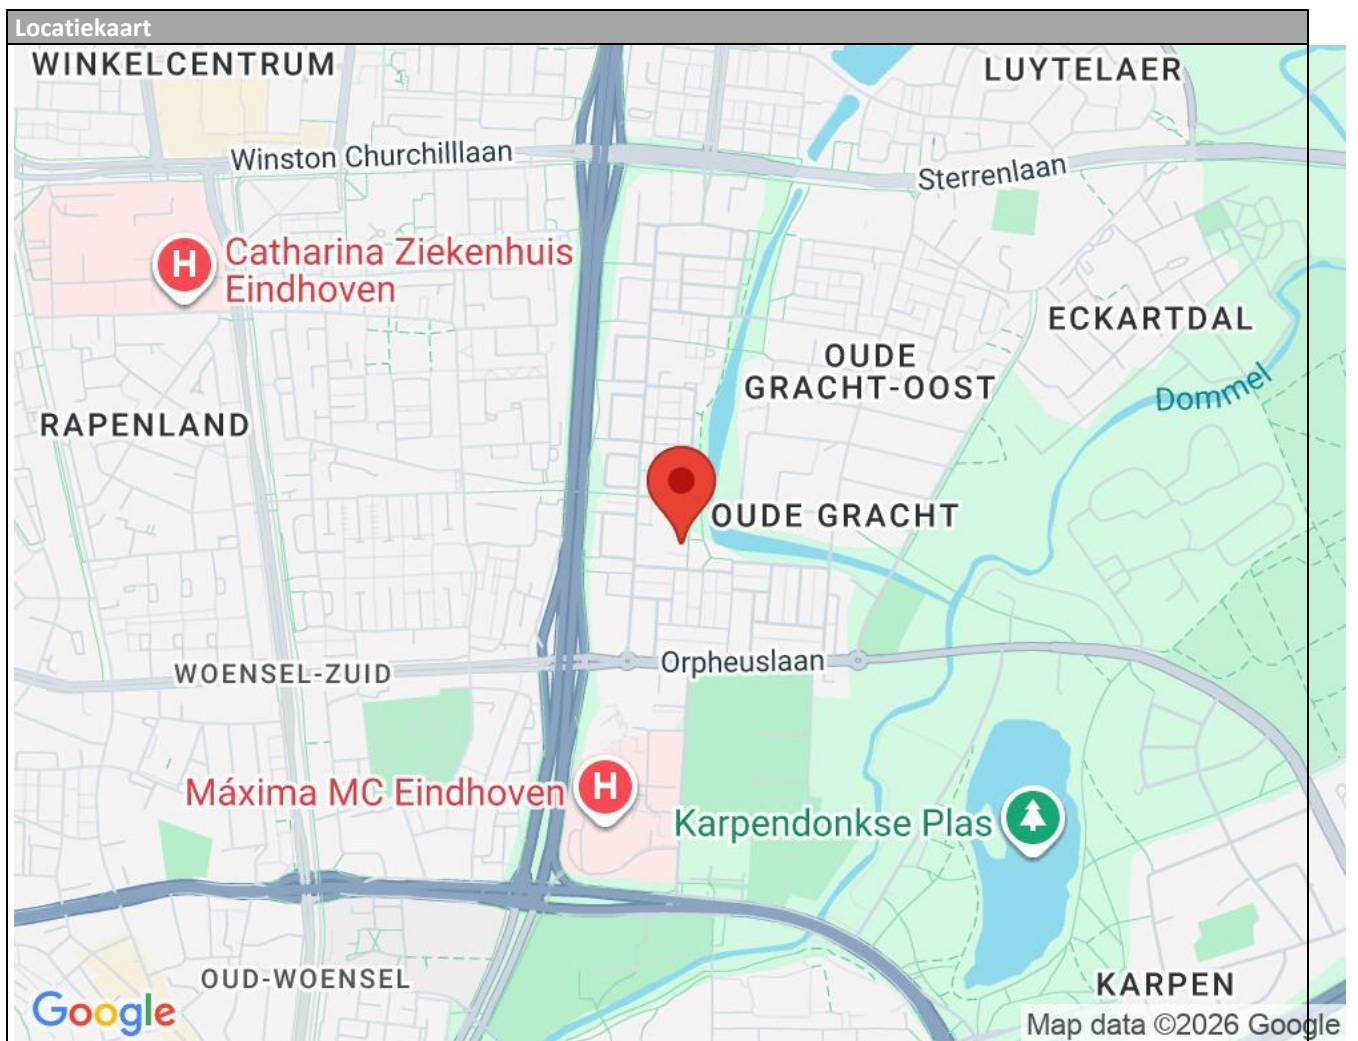 Locatiekaart
WINKELCENTRUM
LUYTELAER
Winston Churchilllaan
Sterrenlaan
H
Catharina Ziekenhuis
Eindhoven
ECKARTDAL
OUDE
GRACHT-OOST
Dommel
RAPENLAND
OUDE GRACHT
Orpheuslaan
WOENSEL-ZUID
Máxima MC Eindhoven
H
Karpendonkse Plas
OUD-WOENSEL
KARPEN
Google
Map data ©2026 Google